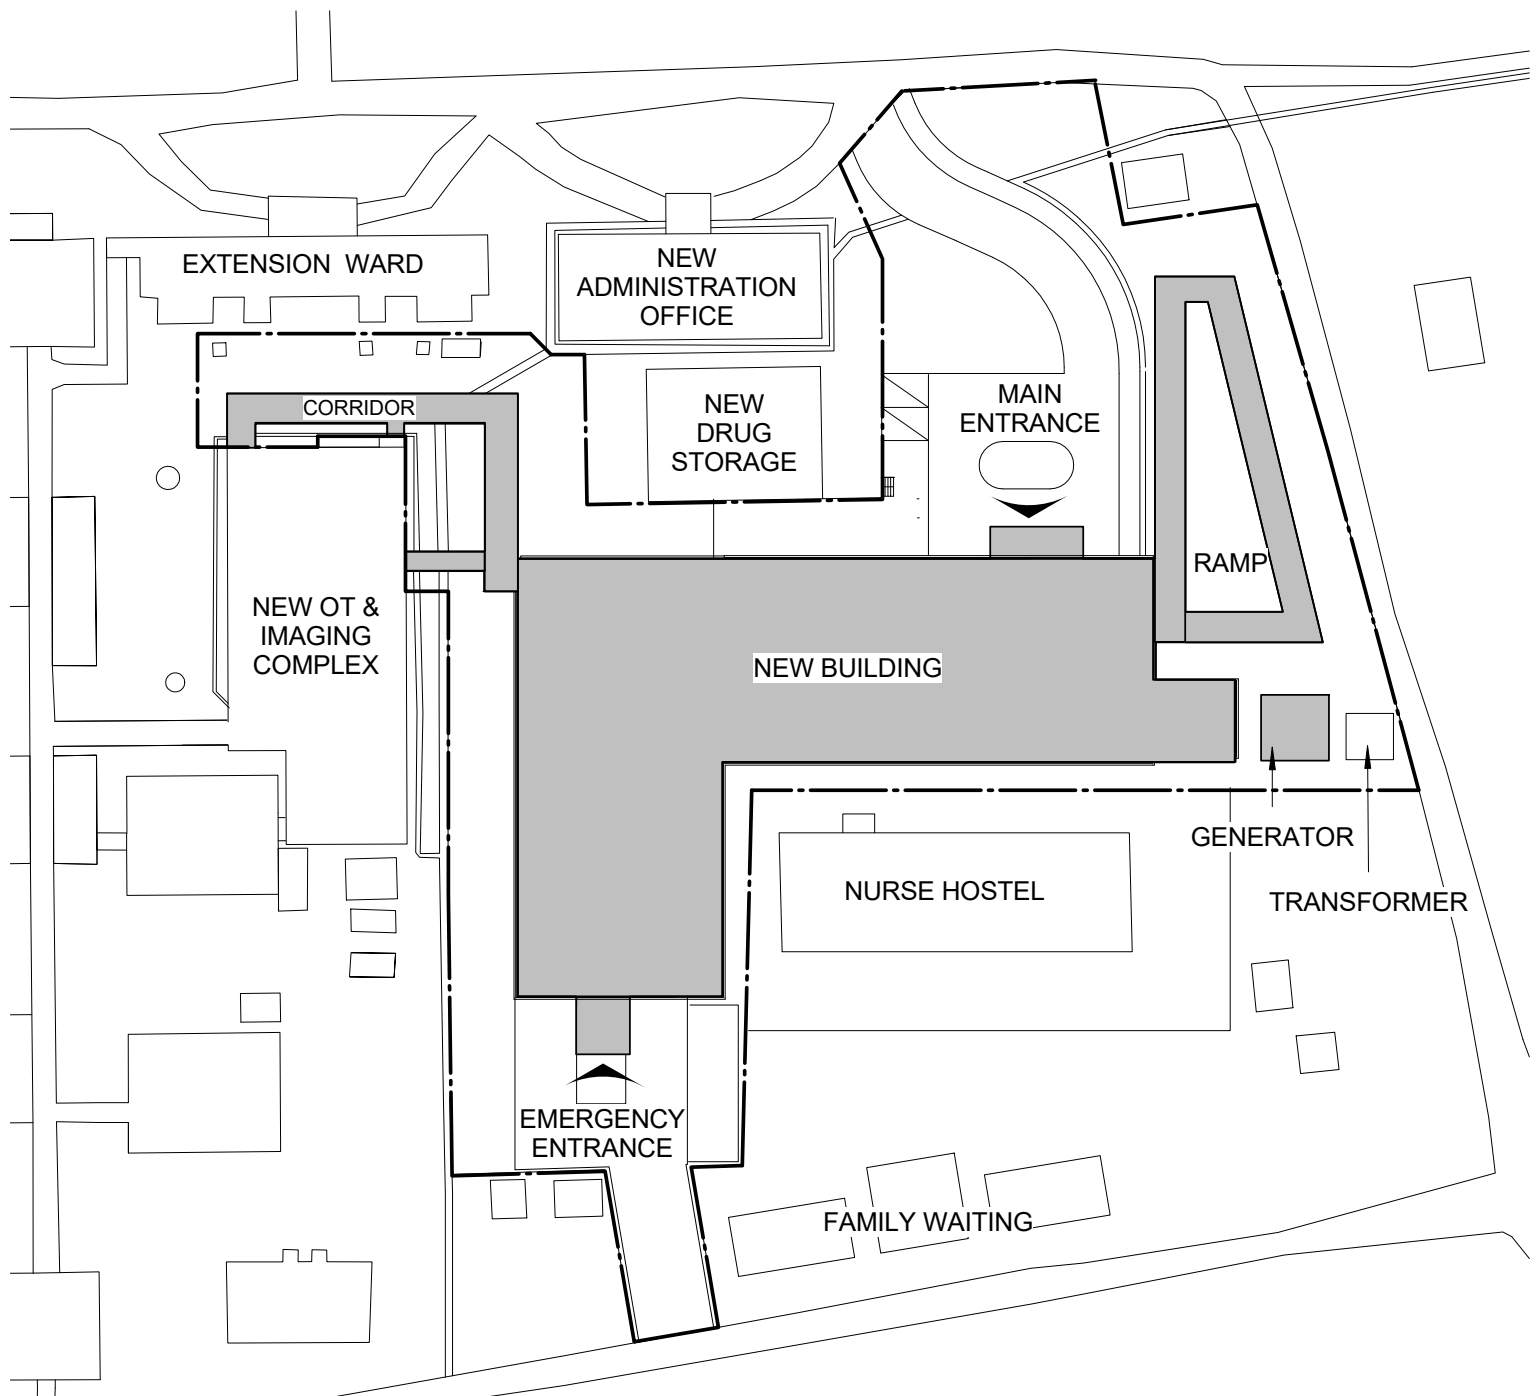 EXTENSION WARD
NEW
ADMINISTRATION
OFFICE
CORRIDOR
NEW
DRUG
STORAGE
MAIN
ENTRANCE
RAMP
NEW OT &
IMAGING
COMPLEX
NEW BUILDING
GENERATOR
NURSE HOSTEL
TRANSFORMER
EMERGENCY
ENTRANCE
FAMILY WAITING